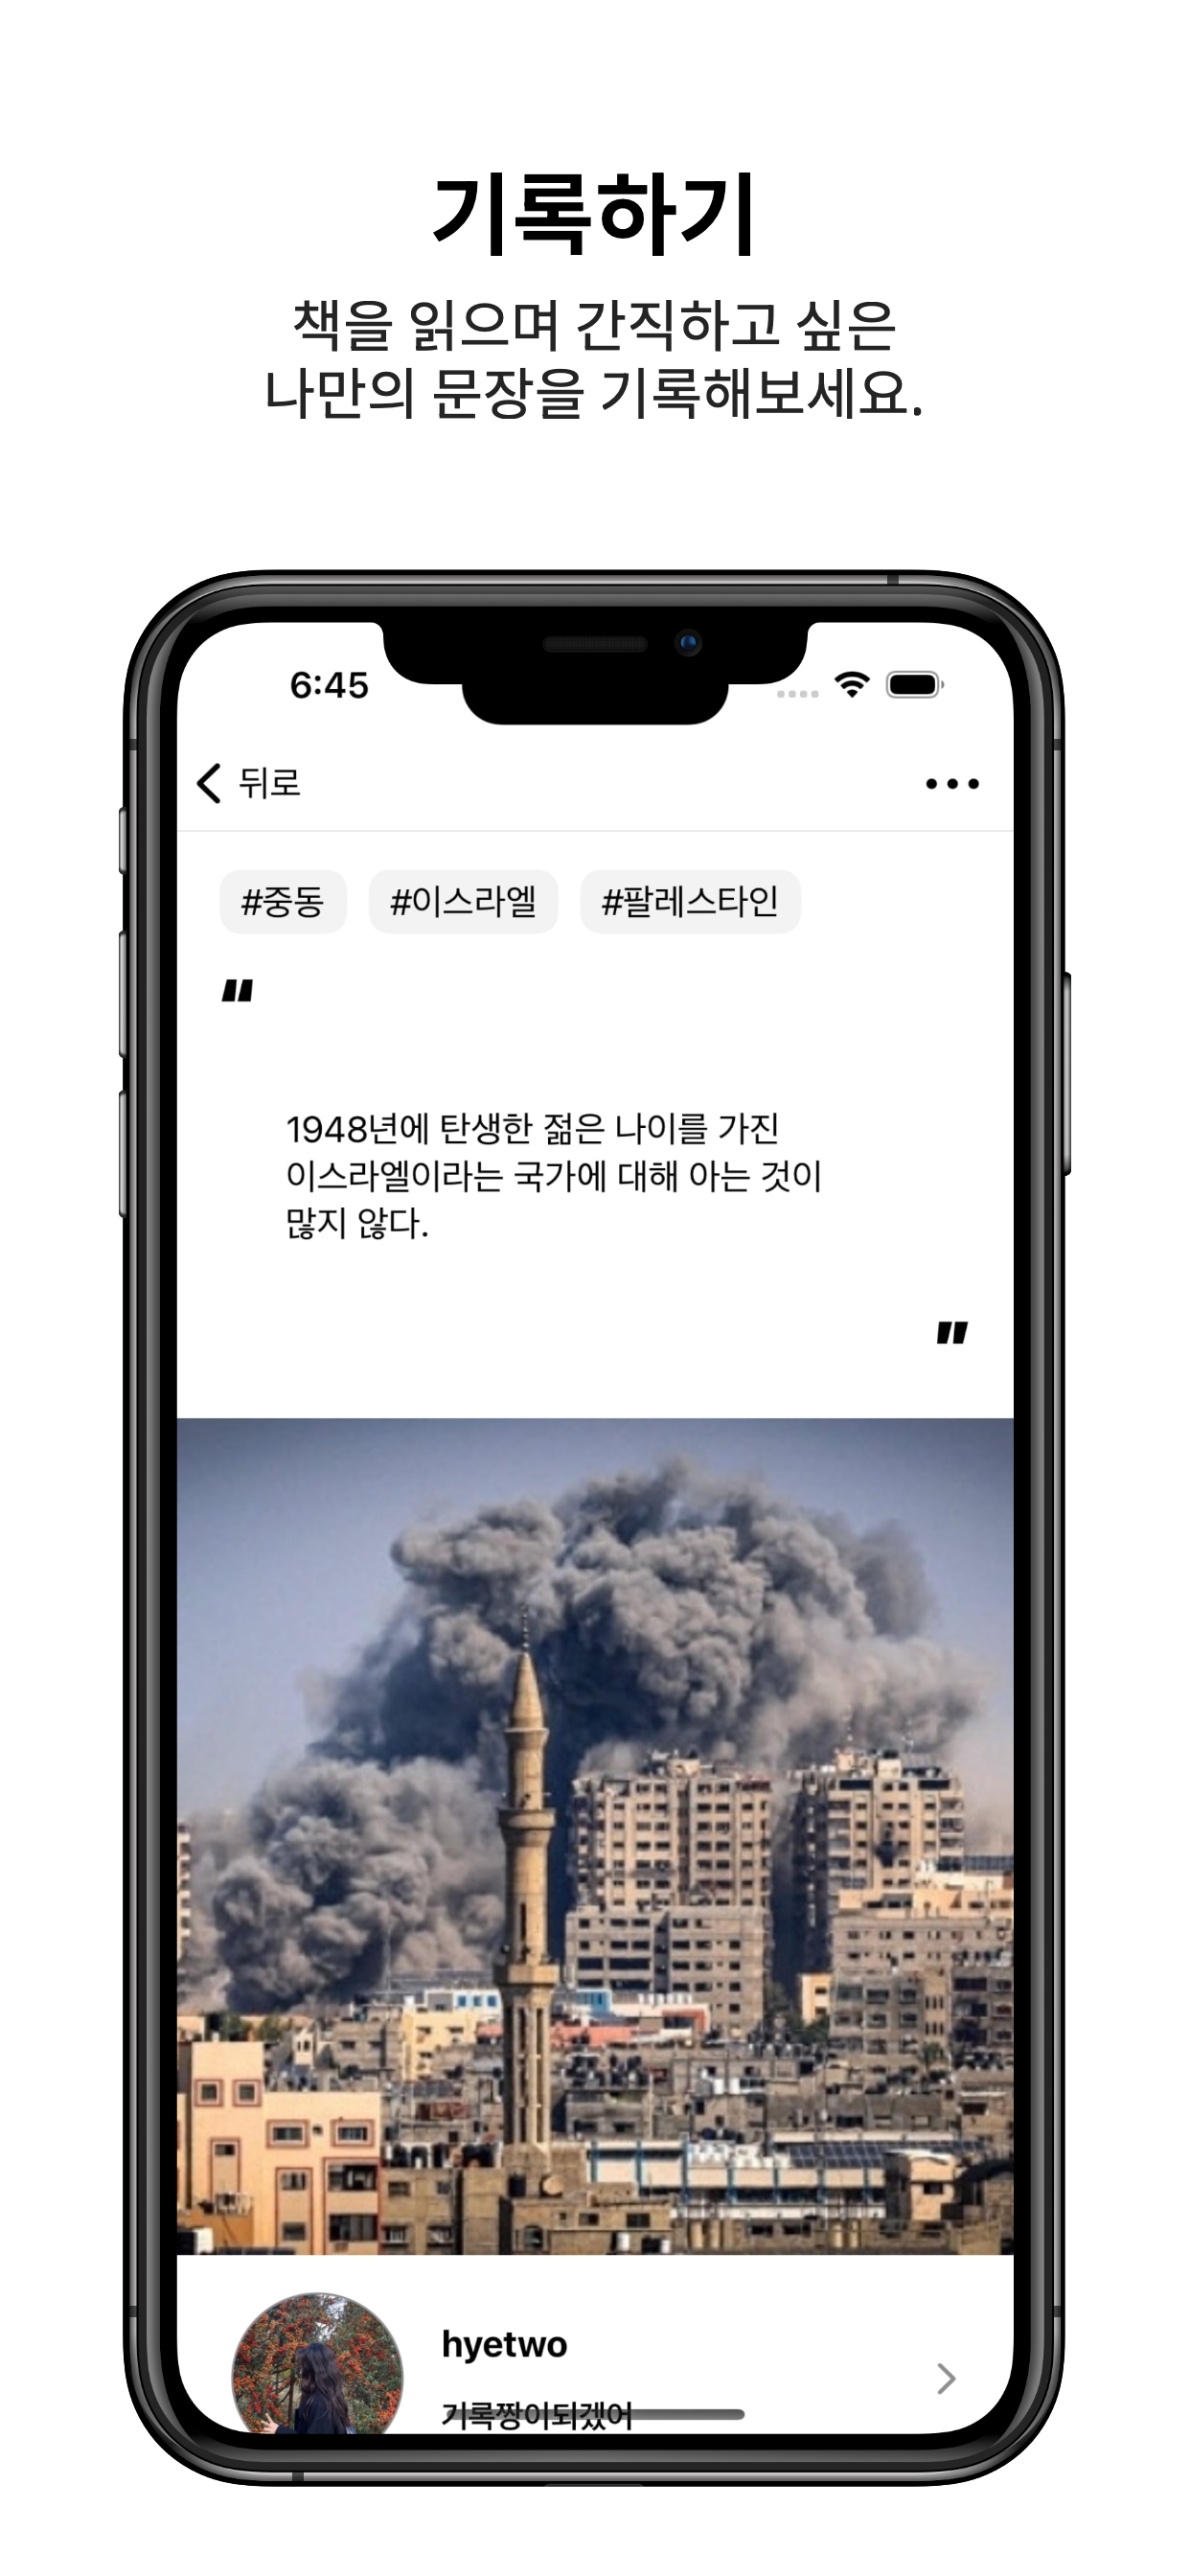 기록하기
책을 읽으며 간직하고 싶은
나만의 문장을 기록해보세요.
6:45
뒤로
#중동 #이스라엘 #팔레스타인
"
1948년에 탄생한 젊은 나이를 가진
이스라엘이라는 국가에 대해 아는 것이
많지 않다.
"
hyetwo
기록짱이되겠어